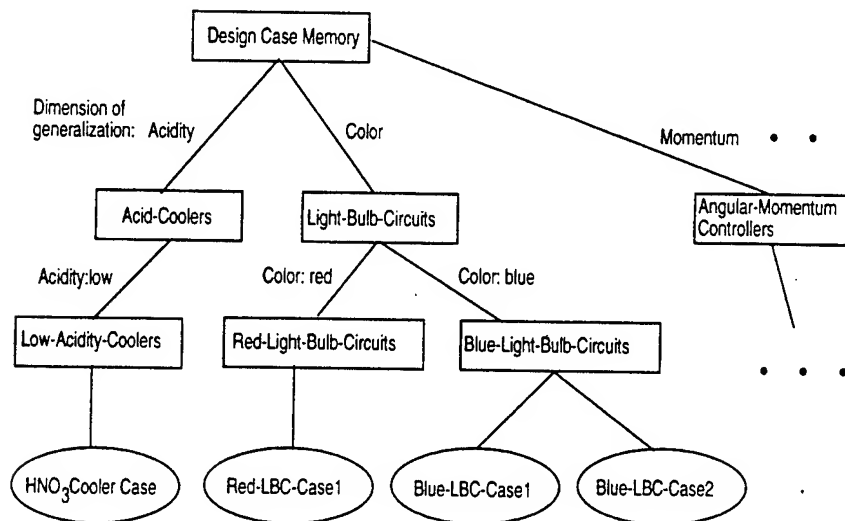 Design Case Memory
Dimension of
generalization: Acidity
Color
Momentum
Acid-Coolers
Light-Bulb-Circuits
Angular-Momentum
Controllers
Acidity:low
Color: red
Color: blue
Low-Acidity-Coolers
Red-Light-Bulb-Circuits
Blue-Light-Bulb-Circuits
HNO3Cooler Case
Red-LBC-Case1
Blue-LBC-Case1
Blue-LBC-Case2